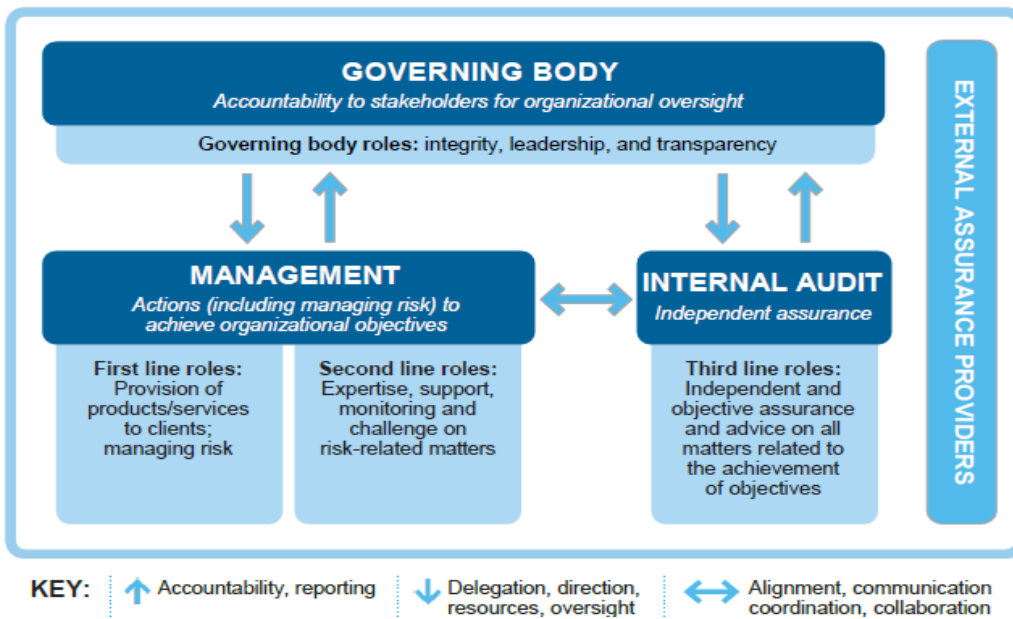 GOVERNING BODY
Accountability to stakeholders for organizational oversight
Governing body roles: integrity, leadership, and transparency
MANAGEMENT
Actions (including managing risk) to
achieve organizational objectives
First line roles:
Provision of
products/services
to clients;
managing risk
Second line roles:
Expertise, support,
monitoring and
challenge on
risk-related matters
INTERNAL AUDIT
Independent assurance
Third line roles:
Independent and
objective assurance
and advice on all
matters related to
the achievement
of objectives
EXTERNAL ASSURANCE PROVIDERS
KEY:
Accountability, reporting
Delegation, direction,
resources, oversight
Alignment, communication
coordination, collaboration